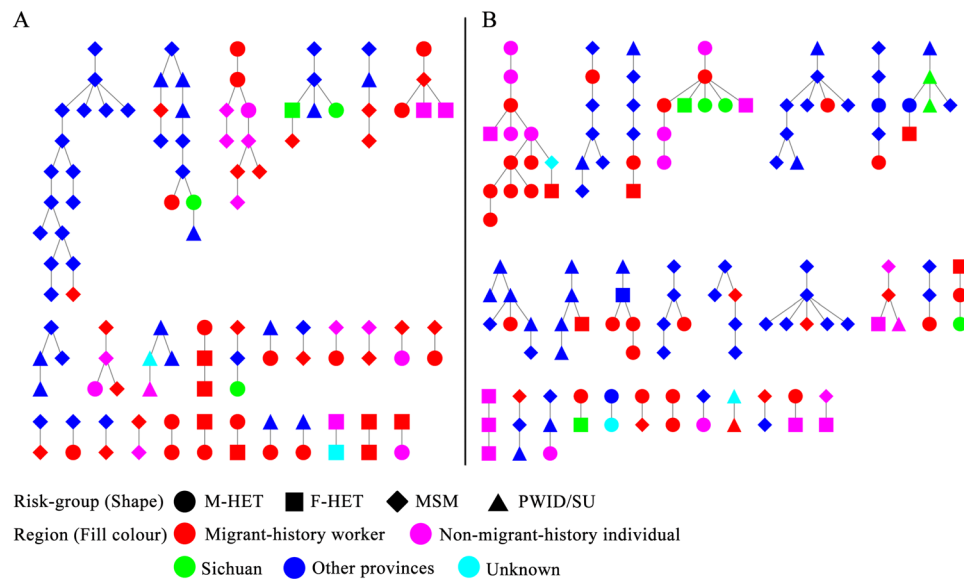 A
B
Risk-group (Shape) M-HET F-HET MSM PWID/SU
Region (Fill colour) Migrant-history worker Non-migrant-history individual
Sichuan Other provinces Unknown